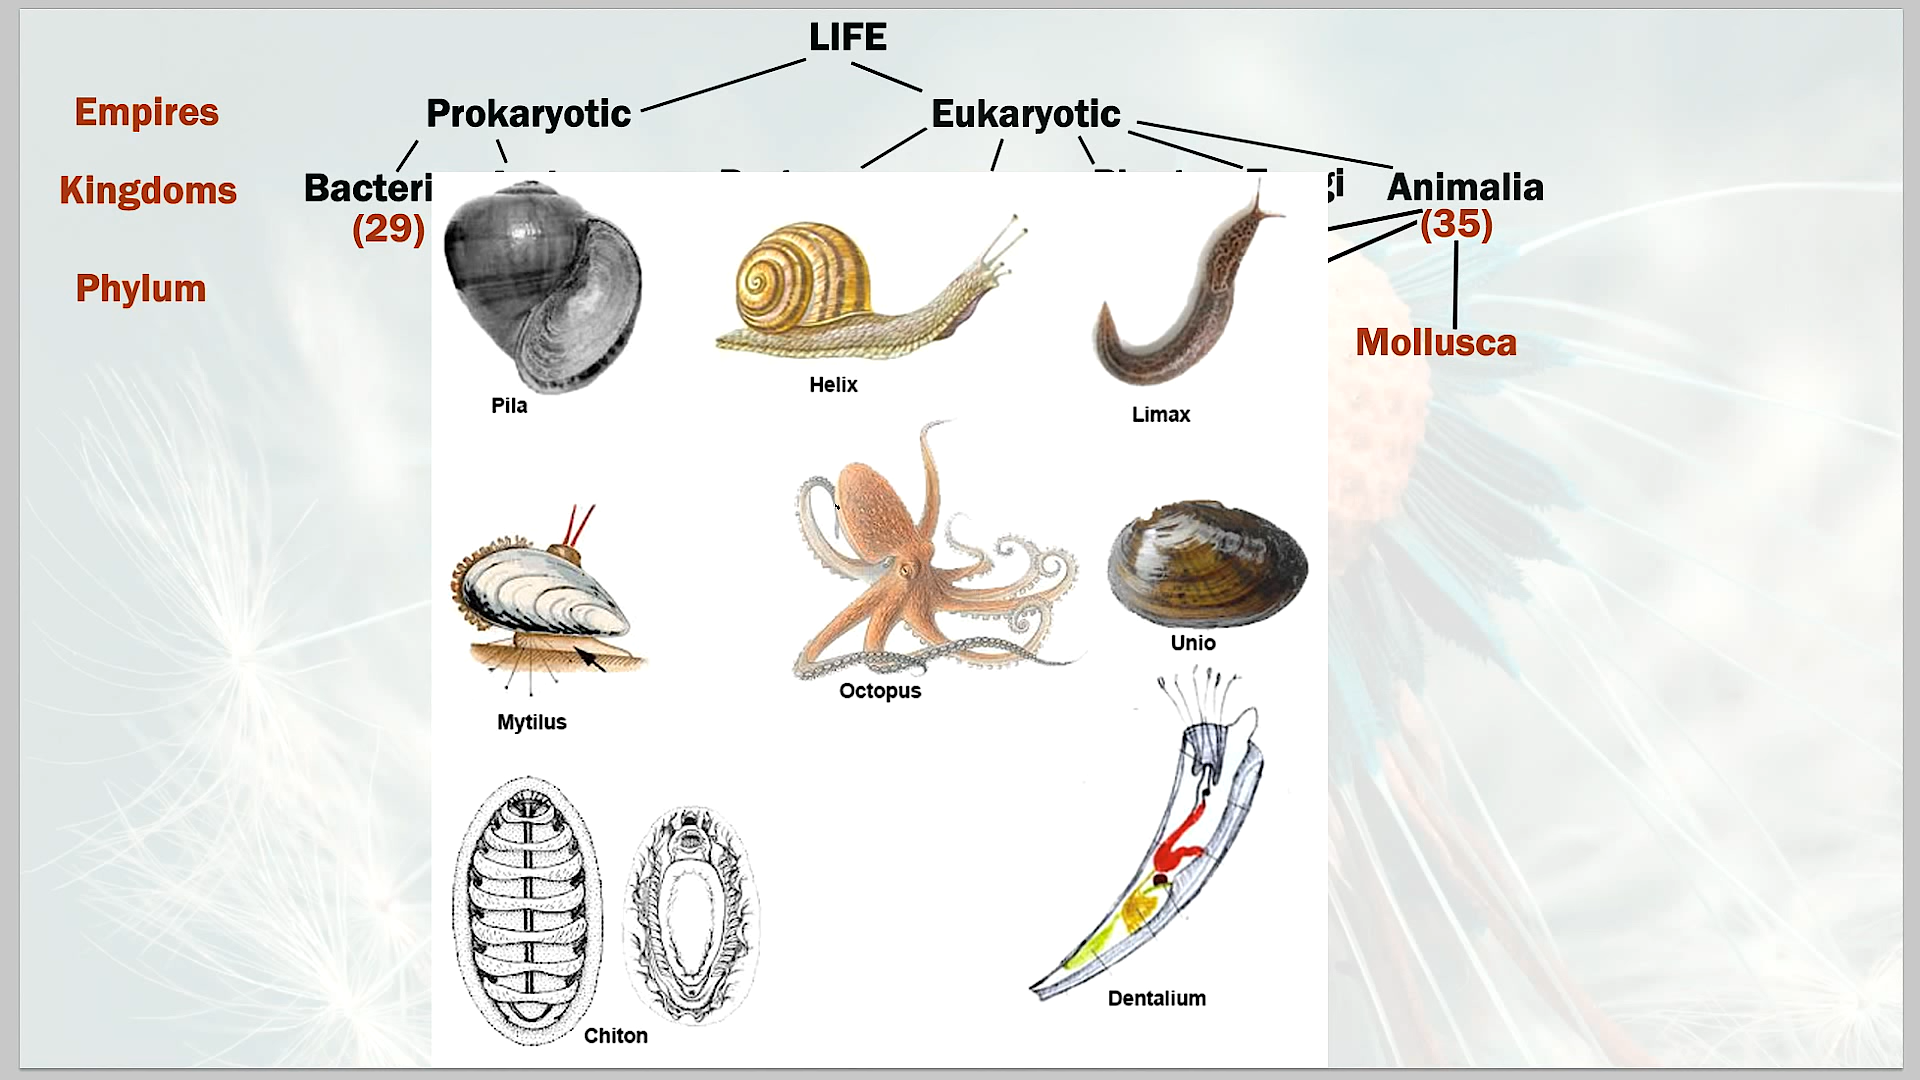 LIFE
Empires
Prokaryotic
Eukaryotic
Kingdoms
Bacteri
gi
Animalia
(29)
(35)
Phylum
Mollusca
Pila
Helix
Limax
Mytilus
Octopus
Unio
Chiton
Dentalium